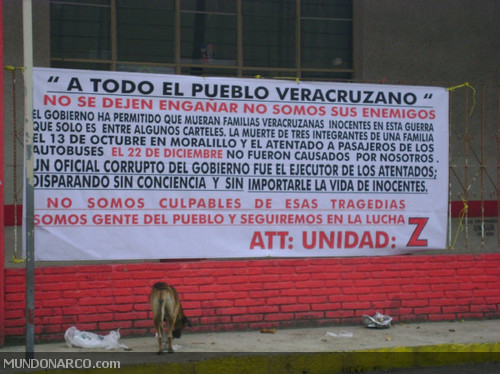 " A TODO EL PUEBLO VERACRUZANO "
NO SE DEJEN ENGANAR NO SOMOS SUS ENEMIGOS
EL GOBIERNO HA PERMITIDO QUE MUERAN FAMILIAS VERACRUZANAS INOCENTES EN ESTA GUERRA
QUE SOLO ES ENTRE ALGUNOS CARTELES. LA MUERTE DE TRES INTEGRANTES DE UNA FAMILIA
EL 13 DE OCTUBRE EN MORALILLO Y EL ATENTADO A PASAJEROS DE LOS
AUTOBUSES EL 22 DE DICIEMBRE NO FUERON CAUSADOS POR NOSOTROS .
UN OFICIAL CORRUPTO DEL GOBIERNO FUE EL EJECUTOR DE LOS ATENTADOS;
DISPARANDO SIN CONCIENCIA Y SIN IMPORTARLE LA VIDA DE INOCENTES.
NO SOMOS CULPABLES DE ESAS TRAGEDIAS
SOMOS GENTE DEL PUEBLO Y SEGUIREMOS EN LA LUCHA
ATT: UNIDAD: Z
MUNDONARCO.COM